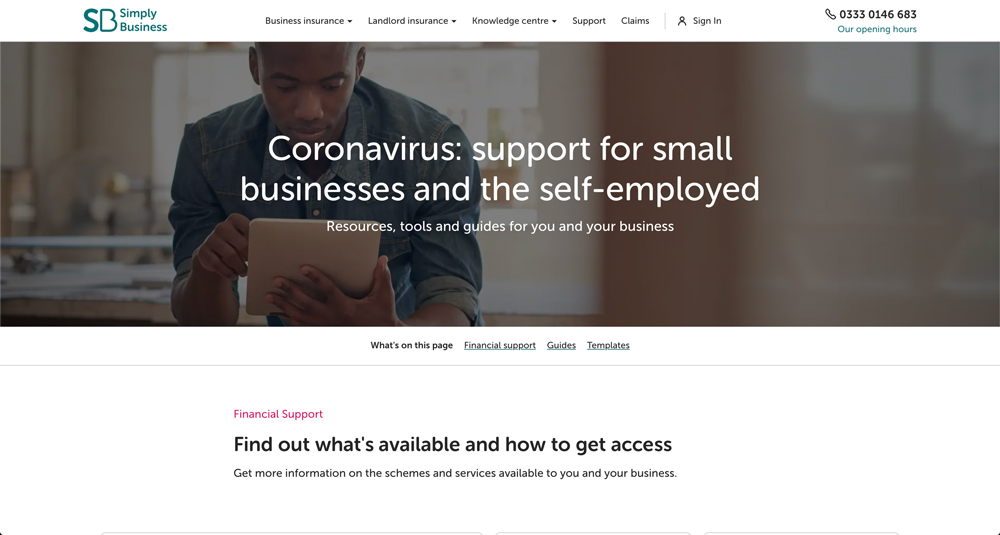 SB Simply Business
Business insurance
Landlord insurance
Knowledge centre
Support
Claims
Sign In
0333 0146 683
Our opening hours
Coronavirus: support for small
businesses and the self-employed
Resources, tools and guides for you and your business
What's on this page
Financial support
Guides
Templates
Financial Support
Find out what's available and how to get access
Get more information on the schemes and services available to you and your business.